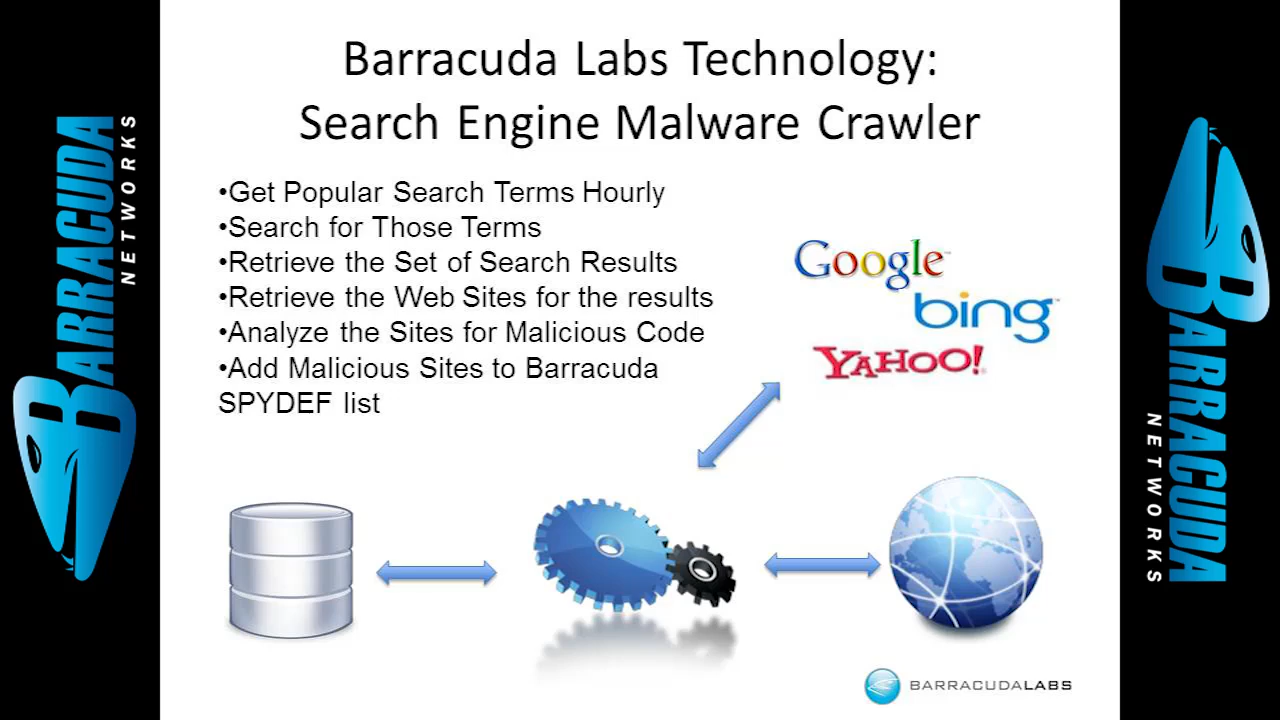 Barracuda Labs Technology:
Search Engine Malware Crawler
•Get Popular Search Terms Hourly
•Search for Those Terms
•Retrieve the Set of Search Results
•Retrieve the Web Sites for the results
•Analyze the Sites for Malicious Code
•Add Malicious Sites to Barracuda
SPYDEF list
Google™
bing™
YAHOO!®
BARRACUDALABS
BARRACUDA
NETWORKS
BARRACUDA
NETWORKS